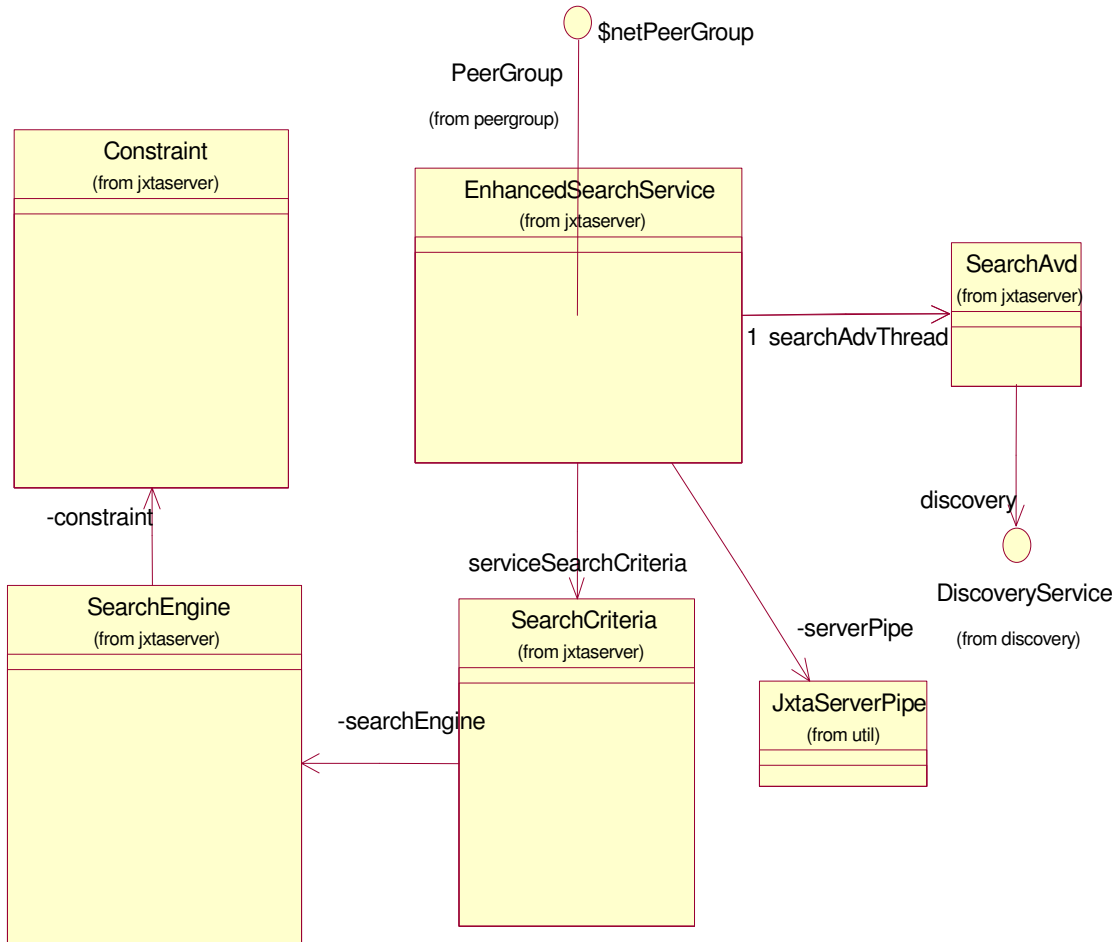 $netPeerGroup
PeerGroup
(from peergroup)
Constraint
(from jxtaserver)
EnhancedSearchService
(from jxtaserver)
SearchAvd
(from jxtaserver)
1 searchAdvThread
-constraint
discovery
serviceSearchCriteria
DiscoveryService
(from discovery)
SearchEngine
(from jxtaserver)
SearchCriteria
(from jxtaserver)
-serverPipe
-searchEngine
JxtaServerPipe
(from util)